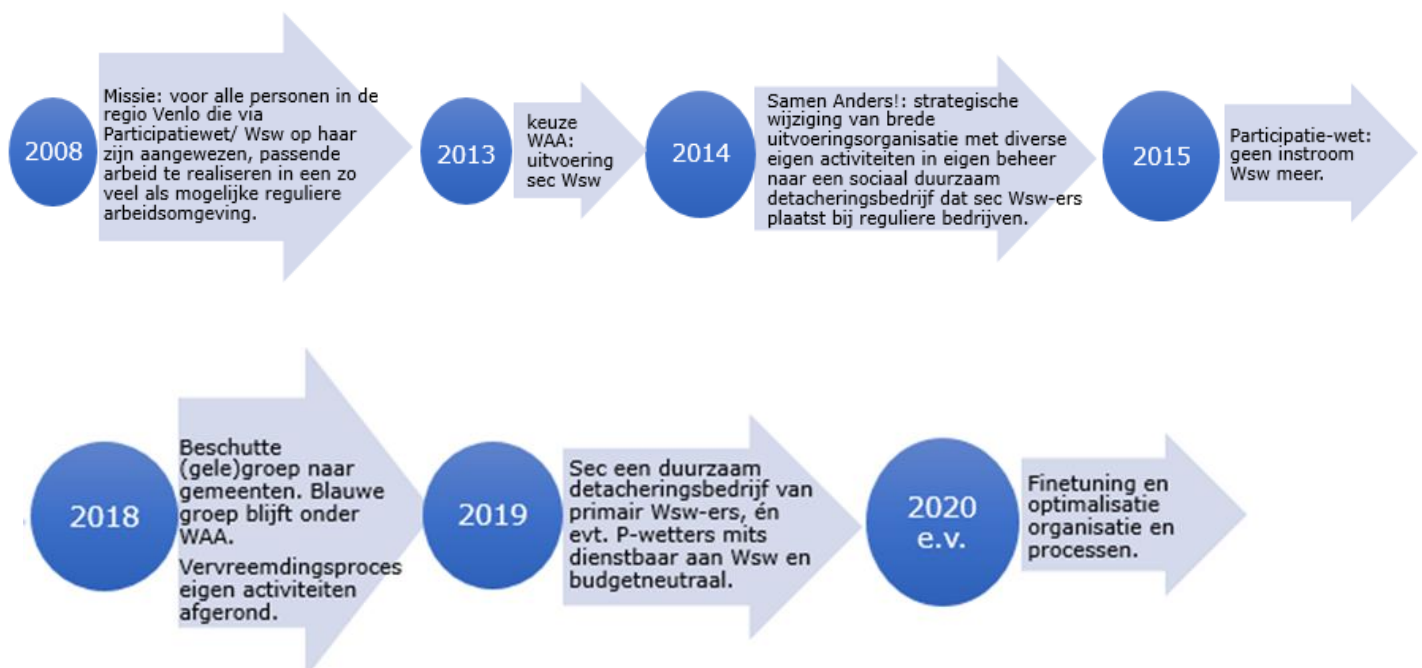 2008
Missie: voor alle personen in de
regio Venlo die via
Participatiewet/ Wsw op haar
zijn aangewezen, passende
arbeid te realiseren in een zo
veel als mogelijke reguliere
arbeidsomgeving.
2013
keuze
WAA:
uitvoering
sec Wsw
2014
Samen Anders!: strategische
wijziging van brede
uitvoeringsorganisatie met diverse
eigen activiteiten in eigen beheer
naar een sociaal duurzaam
detacheringsbedrijf dat sec Wsw-ers
plaatst bij reguliere bedrijven.
2015
Participatie-wet:
geen instroom
Wsw meer.
2018
Beschutte
(gele)groep naar
gemeenten. Blauwe
groep blijft onder
WAA.
Vervreemdingsproces
eigen activiteiten
afgerond.
2019
Sec een duurzaam
detacheringsbedrijf van
primair Wsw-ers, én
evt. P-wetters mits
dienstbaar aan Wsw en
budgetneutraal.
2020
e.v.
Finetuning en
optimalisatie
organisatie en
processen.